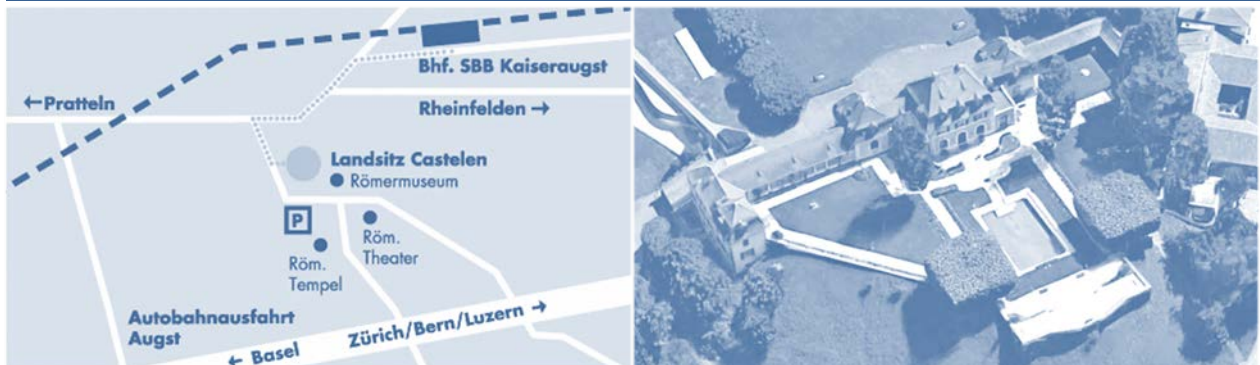 Bhf. SBB Kaiseraugst
←Pratteln
Rheinfelden →
Landsitz Castelen
Römermuseum
P
Röm.
Theater
Röm.
Tempel
Autobahnausfahrt
Augst
Zürich/Bern/Luzern →
← Basel